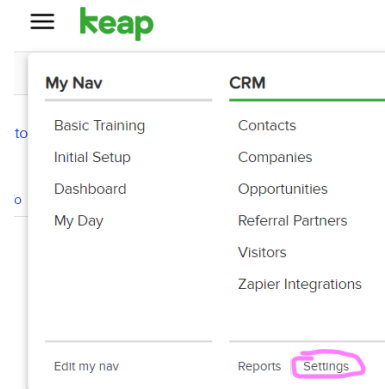 keap
My Nav
Basic Training
Initial Setup
Dashboard
My Day
Edit my nav
CRM
Contacts
Companies
Opportunities
Referral Partners
Visitors
Zapier Integrations
Reports Settings
to
o